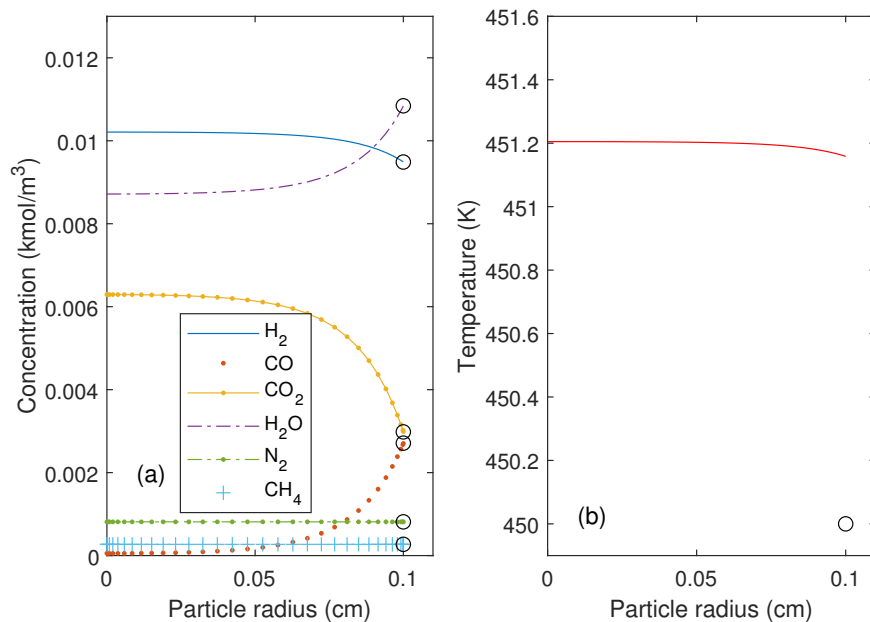 0.012
0.01
0.008
0.006
0.004
0.002
0
Concentration (kmol/m³)
H₂
CO
CO₂
H₂O
N₂
CH₄
(a)
0 0.05 0.1
Particle radius (cm)
451.6
451.4
451.2
451
450.8
450.6
450.4
450.2
450
Temperature (K)
(b)
0 0.05 0.1
Particle radius (cm)